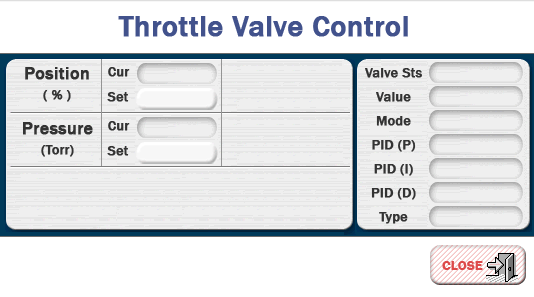 Throttle Valve Control
Position Cur
( % ) Set
Pressure Cur
(Torr) Set
Valve Sts
Value
Mode
PID (P)
PID (I)
PID (D)
Type
CLOSE